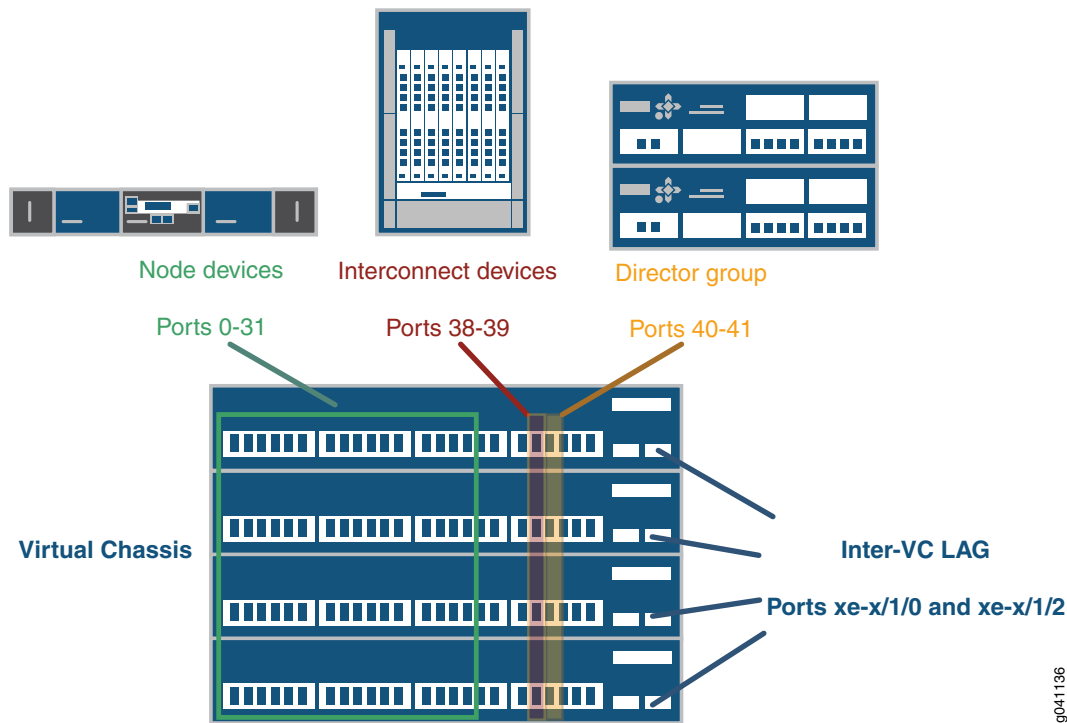 Node devices
Interconnect devices
Director group
Ports 0-31
Ports 38-39
Ports 40-41
Virtual Chassis
Inter-VC LAG
Ports xe-x/1/0 and xe-x/1/2
g041136